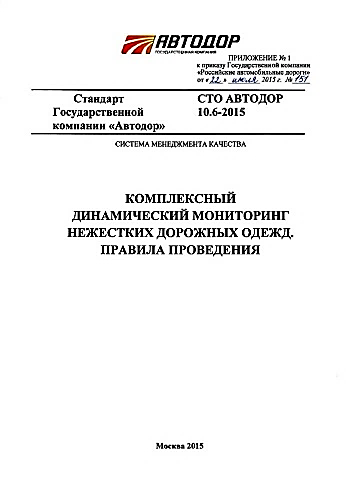 АВТОДОР
ГОСУДАРСТВЕННАЯ КОМПАНИЯ
ПРИЛОЖЕНИЕ № 1
к приказу Государственной компании
«Российские автомобильные дороги»
от «22» июля 2015 г. № 151
Стандарт
Государственной
компании «Автодор»
СТО АВТОДОР
10.6-2015
СИСТЕМА МЕНЕДЖМЕНТА КАЧЕСТВА
КОМПЛЕКСНЫЙ
ДИНАМИЧЕСКИЙ МОНИТОРИНГ
НЕЖЕСТКИХ ДОРОЖНЫХ ОДЕЖД.
ПРАВИЛА ПРОВЕДЕНИЯ
Москва 2015